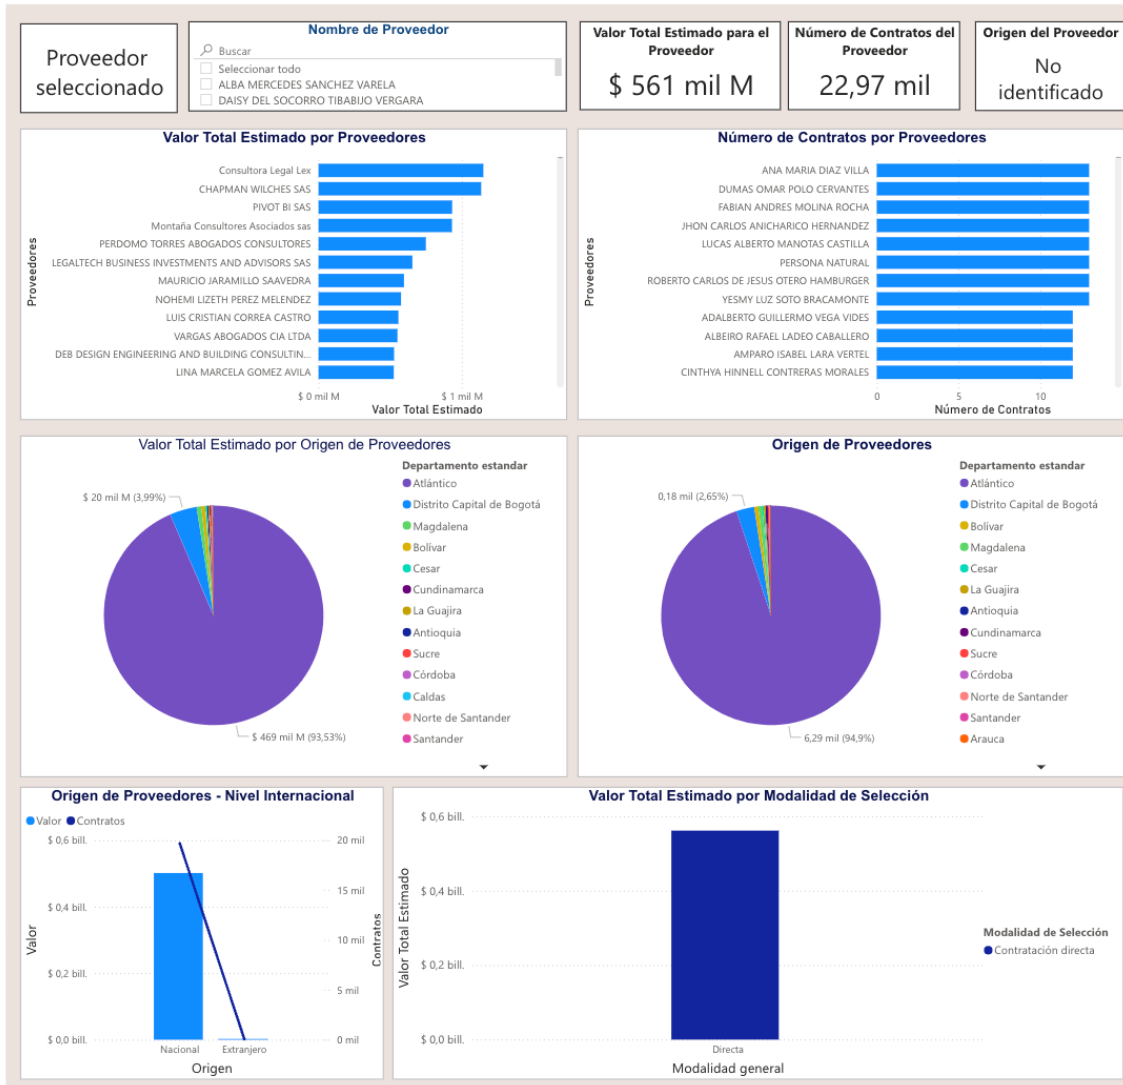 Proveedor
seleccionado
Nombre de Proveedor
Buscar
Seleccionar todo
ALBA MERCEDES SANCHEZ VARELA
DAISY DEL SOCORRO TIBABIJO VERGARA
Valor Total Estimado para el
Proveedor
$ 561 mil M
Número de Contratos del
Proveedor
22,97 mil
Origen del Proveedor
No
identificado
Valor Total Estimado por Proveedores
Proveedores
Consultora Legal Lex
CHAPMAN WILCHES SAS
PIVOT BI SAS
Montaña Consultores Asociados sas
PERDOMO TORRES ABOGADOS CONSULTORES
LEGALTECH BUSINESS INVESTMENTS AND ADVISORS SAS
MAURICIO JARAMILLO SAAVEDRA
NOHEMI LIZETH PEREZ MELENDEZ
LUIS CRISTIAN CORREA CASTRO
VARGAS ABOGADOS CIA LTDA
DEB DESIGN ENGINEERING AND BUILDING CONSULTIN...
LINA MARCELA GOMEZ AVILA
$ 0 mil M
$ 1 mil M
Valor Total Estimado
Número de Contratos por Proveedores
Proveedores
ANA MARIA DIAZ VILLA
DUMAS OMAR POLO CERVANTES
FABIAN ANDRES MOLINA ROCHA
JHON CARLOS ANICHARICO HERNANDEZ
LUCAS ALBERTO MANOTAS CASTILLA
PERSONA NATURAL
ROBERTO CARLOS DE JESUS OTERO HAMBURGER
YESMY LUZ SOTO BRACAMONTE
ADALBERTO GUILLERMO VEGA VIDES
ALBEIRO RAFAEL LADEO CABALLERO
AMPARO ISABEL LARA VERTEL
CINTHYA HINNELL CONTRERAS MORALES
0
5
10
Número de Contratos
Valor Total Estimado por Origen de Proveedores
$ 20 mil M (3,99%)
$ 469 mil M (93,53%)
Departamento estandar
Atlántico
Distrito Capital de Bogotá
Magdalena
Bolívar
Cesar
Cundinamarca
La Guajira
Antioquia
Sucre
Córdoba
Caldas
Norte de Santander
Santander
Origen de Proveedores
0,18 mil (2,65%)
6,29 mil (94,9%)
Departamento estandar
Atlántico
Distrito Capital de Bogotá
Bolívar
Magdalena
Cesar
La Guajira
Antioquia
Cundinamarca
Sucre
Córdoba
Norte de Santander
Santander
Arauca
Origen de Proveedores - Nivel Internacional
Valor
Contratos
$ 0,6 bill.
$ 0,4 bill.
$ 0,2 bill.
$ 0,0 bill.
Valor
20 mil
15 mil
10 mil
5 mil
0 mil
Contratos
Nacional
Extranjero
Origen
Valor Total Estimado por Modalidad de Selección
$ 0,6 bill.
$ 0,4 bill.
$ 0,2 bill.
$ 0,0 bill.
Valor Total Estimado
Directa
Modalidad general
Modalidad de Selección
Contratación directa